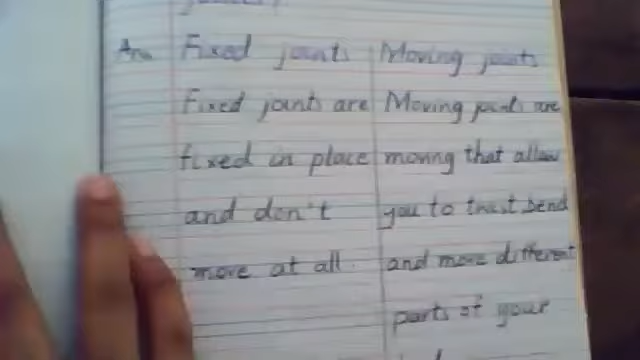 Ans Fixed joints Moving joints
Fixed joints are Moving joints are
fixed in place moving that allow
and don't you to twist bend
move at all. and move different
parts of your